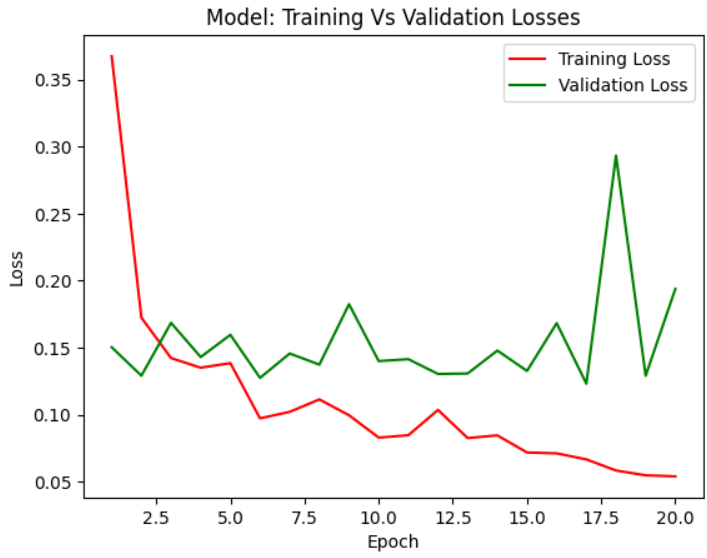 Model: Training Vs Validation Losses
Training Loss
Validation Loss
0.35
0.30
0.25
0.20
0.15
0.10
0.05
Loss
2.5 5.0 7.5 10.0 12.5 15.0 17.5 20.0
Epoch